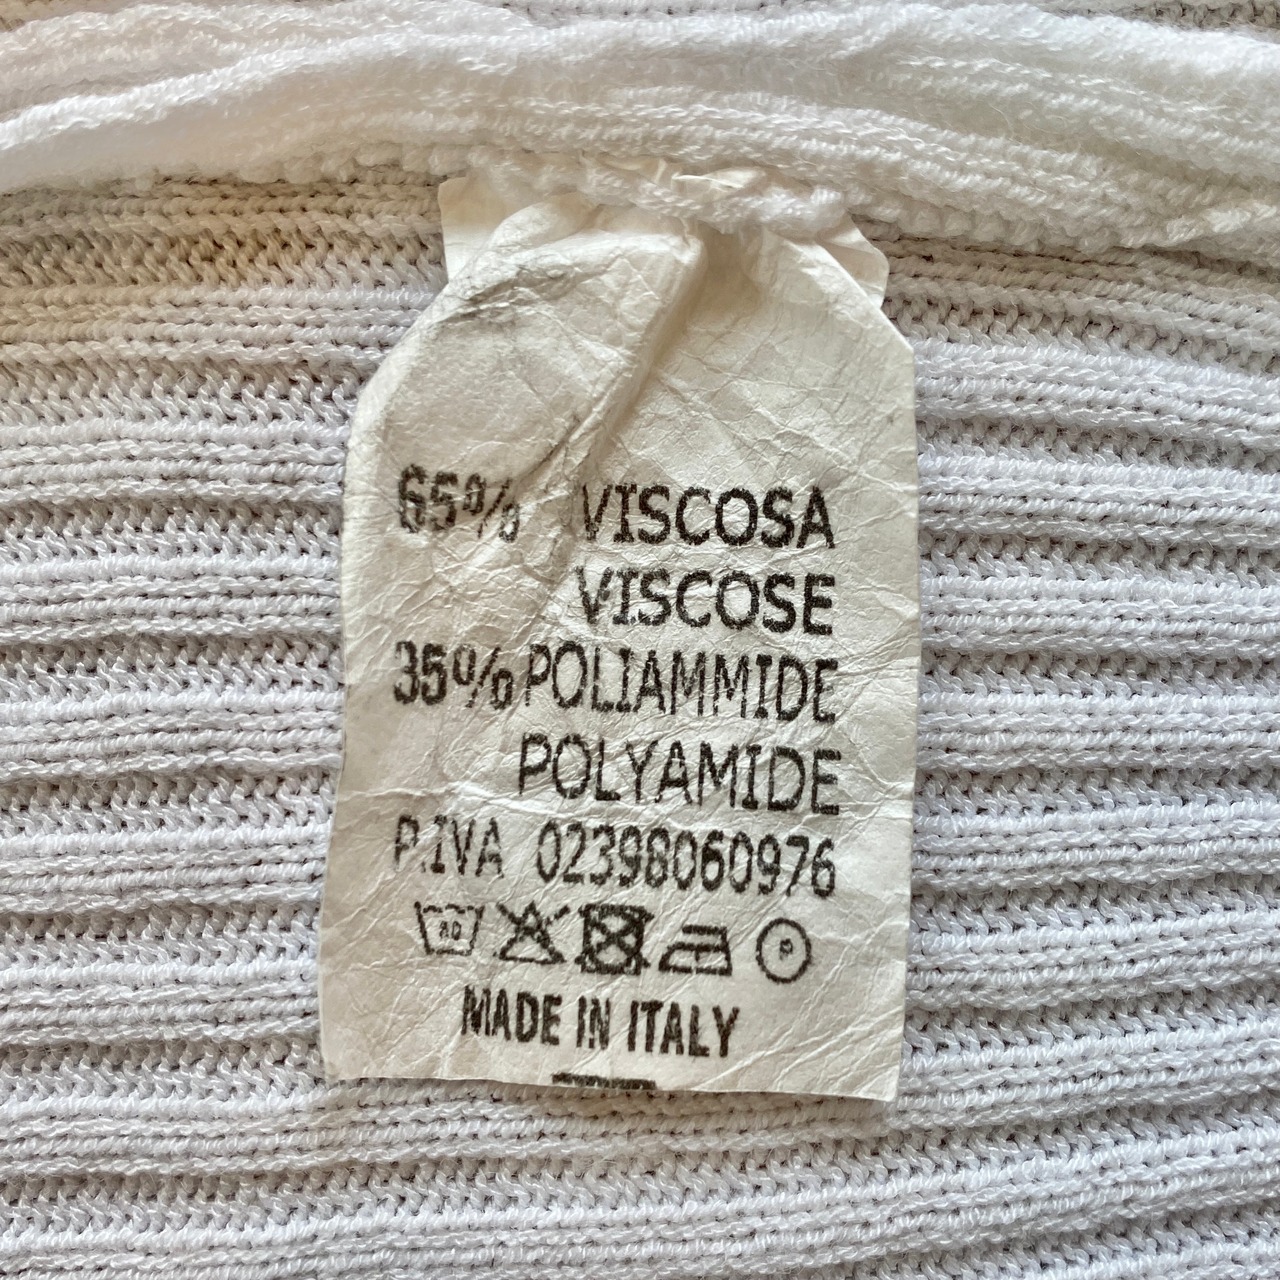 65% VISCOSA
VISCOSE
35% POLIAMMIDE
POLYAMIDE
P.IVA 02398060976
P
MADE IN ITALY